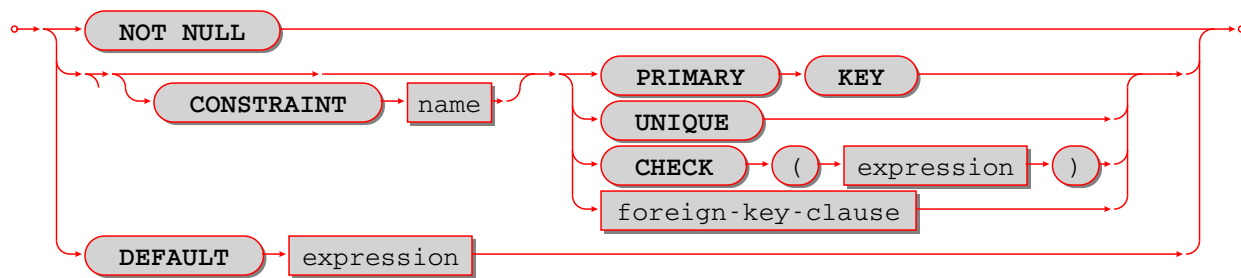 NOT NULL
PRIMARY KEY
CONSTRAINT name
UNIQUE
CHECK ( expression )
foreign-key-clause
DEFAULT expression